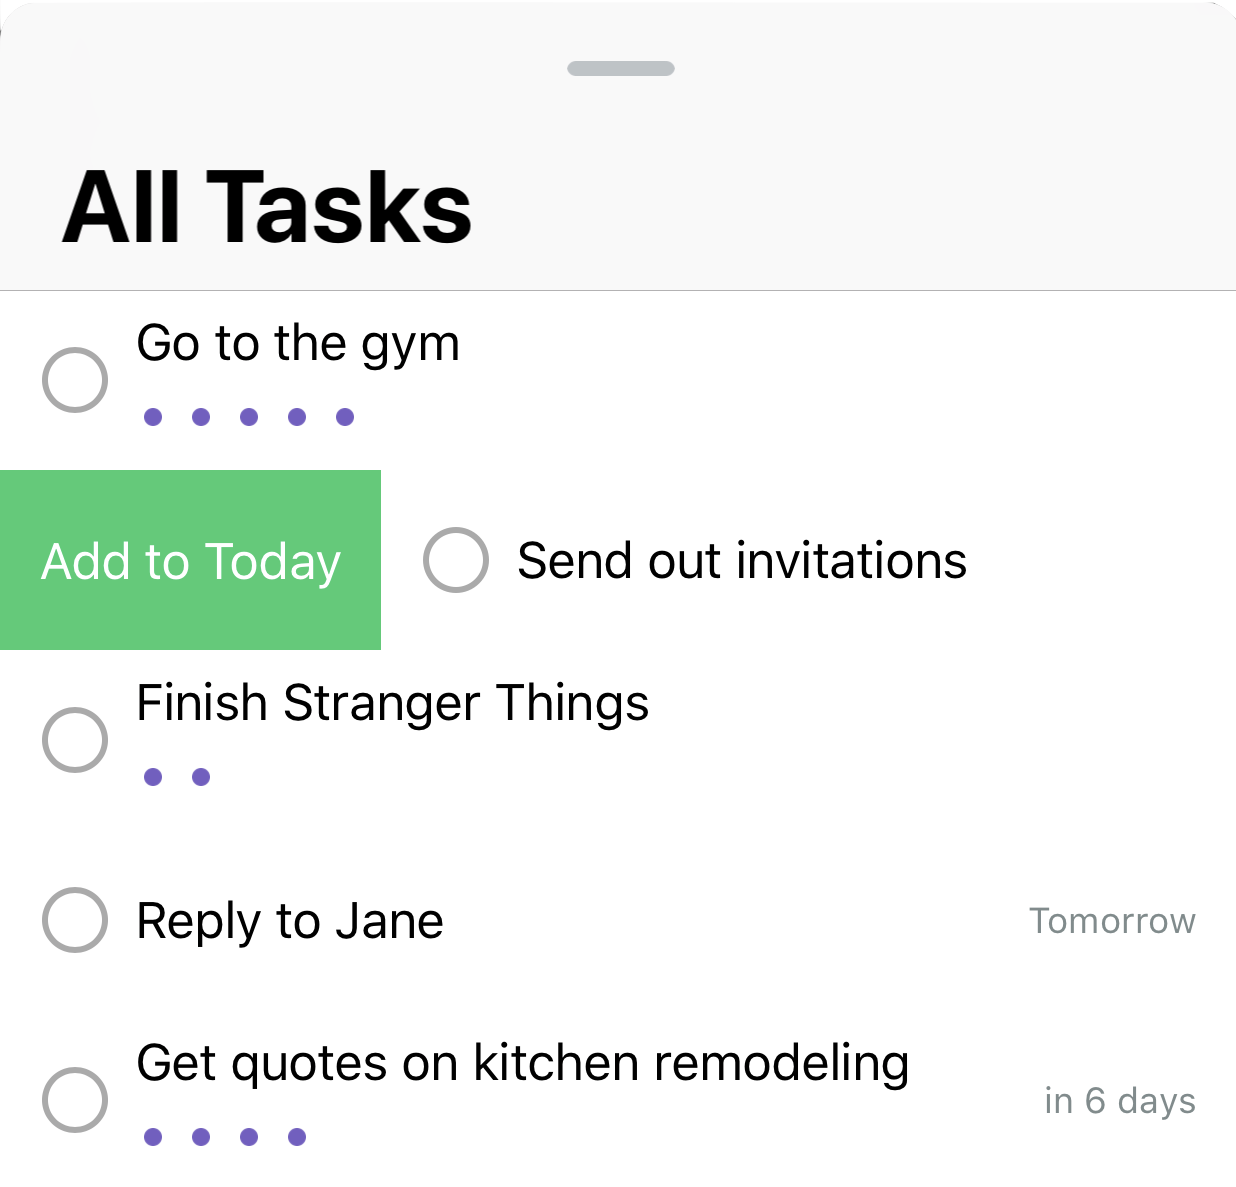 All Tasks
Go to the gym
Add to Today
Send out invitations
Finish Stranger Things
Reply to Jane
Tomorrow
Get quotes on kitchen remodeling
in 6 days